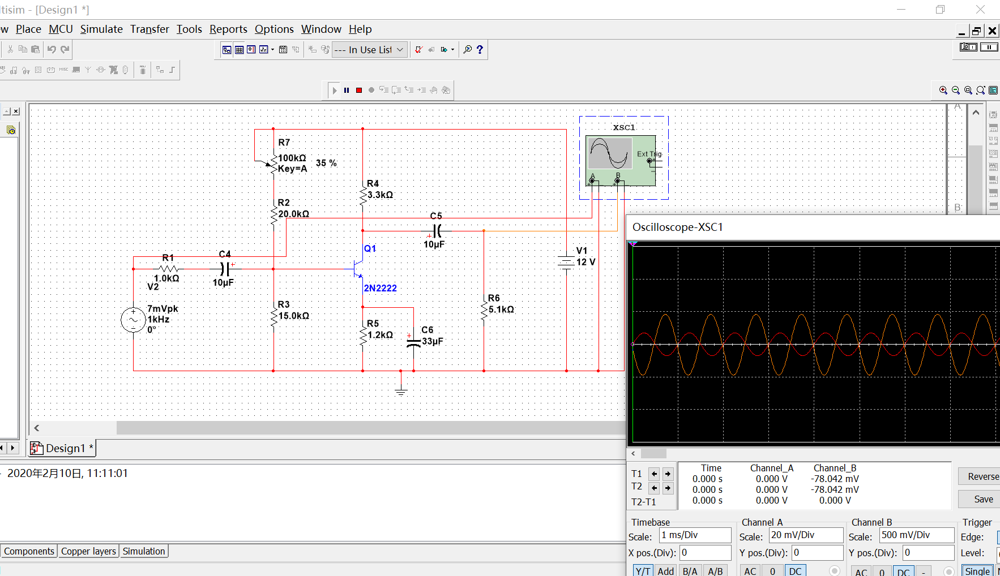 tisim - [Design1 *]
w Place MCU Simulate Transfer Tools Reports Options Window Help
--- In Use List
MISC
XSC1
Ext Trig
A
B
R7
100kΩ
Key=A
35 %
R4
3.3kΩ
R2
20.0kΩ
C5
10µF
Q1
2N2222
V1
12 V
R1
1.0kΩ
C4
10µF
V2
7mVpk
1kHz
0°
R3
15.0kΩ
R5
1.2kΩ
C6
33µF
R6
5.1kΩ
A
B
Design1 *
2020年2月10日, 11:11:01
Components Copper layers Simulation
Oscilloscope-XSC1
Time Channel_A Channel_B
T1 0.000 s 0.000 V -78.042 mV
T2 0.000 s 0.000 V -78.042 mV
T2-T1 0.000 s 0.000 V 0.000 V
Reverse
Save
Timebase Channel A Channel B Trigger
Scale: 1 ms/Div Scale: 20 mV/Div Scale: 500 mV/Div Edge:
X pos.(Div): 0 Y pos.(Div): 0 Y pos.(Div): 0 Level:
Y/T Add B/A A/B AC 0 DC AC 0 DC - Single